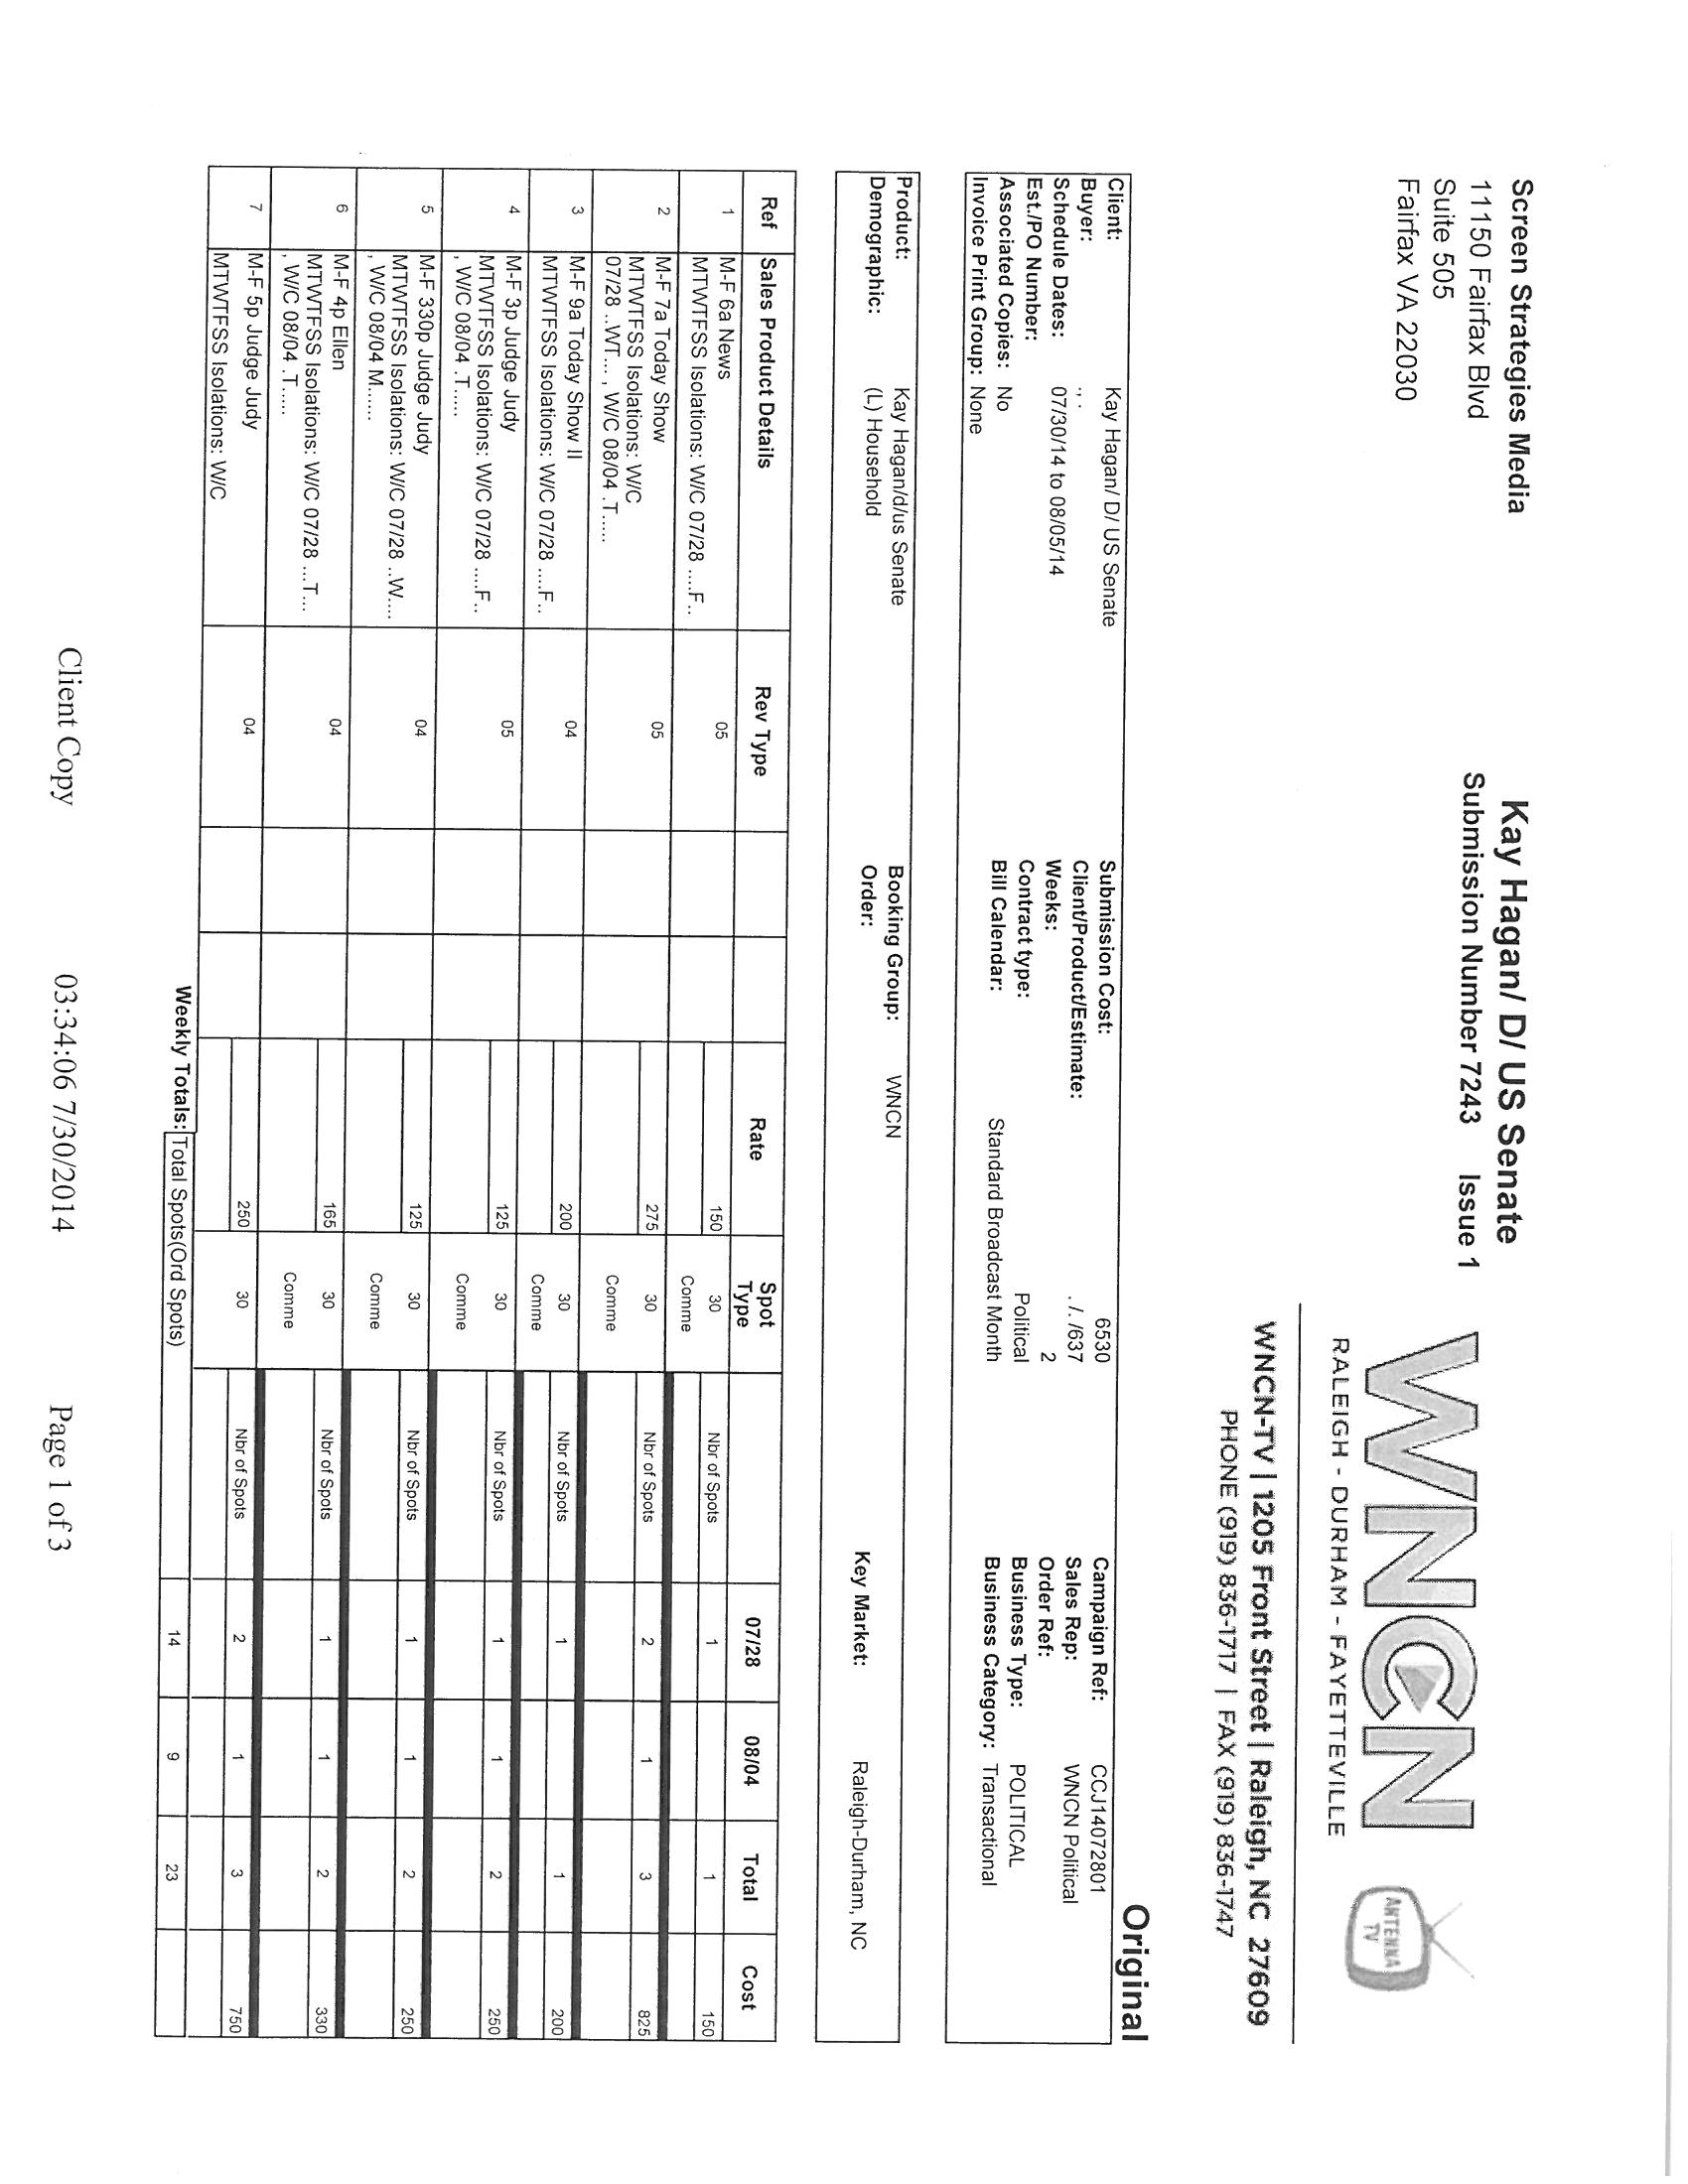 Screen Strategies Media
11150 Fairfax Blvd
Suite 505
Fairfax VA 22030
Kay Hagan/ D/ US Senate
Submission Number 7243 Issue 1
WNCN
RALEIGH - DURHAM - FAYETTEVILLE
ANTENNA
TV
WNCN-TV | 1205 Front Street | Raleigh, NC 27609
PHONE (919) 836-1717 | FAX (919) 836-1747
Original
Client: Kay Hagan/ D/ US Senate Submission Cost: 6530 Campaign Ref: CCJ14072801
Buyer: ., . Client/Product/Estimate: . /. /637 Sales Rep: WNCN Political
Schedule Dates: 07/30/14 to 08/05/14 Weeks: 2 Order Ref:
Est./PO Number: Contract type: Political Business Type: POLITICAL
Associated Copies: No Bill Calendar: Standard Broadcast Month Business Category: Transactional
Invoice Print Group: None
Product: Kay Hagan/d/us Senate Booking Group: WNCN
Demographic: (L) Household Order: Key Market: Raleigh-Durham, NC
Ref Sales Product Details Rev Type Rate Spot Type 07/28 08/04 Total Cost
1 M-F 6a News 05 150 30 Nbr of Spots 1 1 150
MTWTFSS Isolations: W/C 07/28 ....F.. Comme
2 M-F 7a Today Show 05 275 30 Nbr of Spots 2 1 3 825
MTWTFSS Isolations: W/C Comme
07/28 ..WT... , W/C 08/04 .T.....
3 M-F 9a Today Show II 04 200 30 Nbr of Spots 1 1 200
MTWTFSS Isolations: W/C 07/28 ....F.. Comme
4 M-F 3p Judge Judy 05 125 30 Nbr of Spots 1 1 2 250
MTWTFSS Isolations: W/C 07/28 ....F.. Comme
, W/C 08/04 .T.....
5 M-F 330p Judge Judy 04 125 30 Nbr of Spots 1 1 2 250
MTWTFSS Isolations: W/C 07/28 ..W.... Comme
, W/C 08/04 M......
6 M-F 4p Ellen 04 165 30 Nbr of Spots 1 1 2 330
MTWTFSS Isolations: W/C 07/28 ...T... Comme
, W/C 08/04 .T.....
7 M-F 5p Judge Judy 04 250 30 Nbr of Spots 2 1 3 750
MTWTFSS Isolations: W/C
Weekly Totals: Total Spots(Ord Spots) 14 9 23
Client Copy 03:34:06 7/30/2014 Page 1 of 3